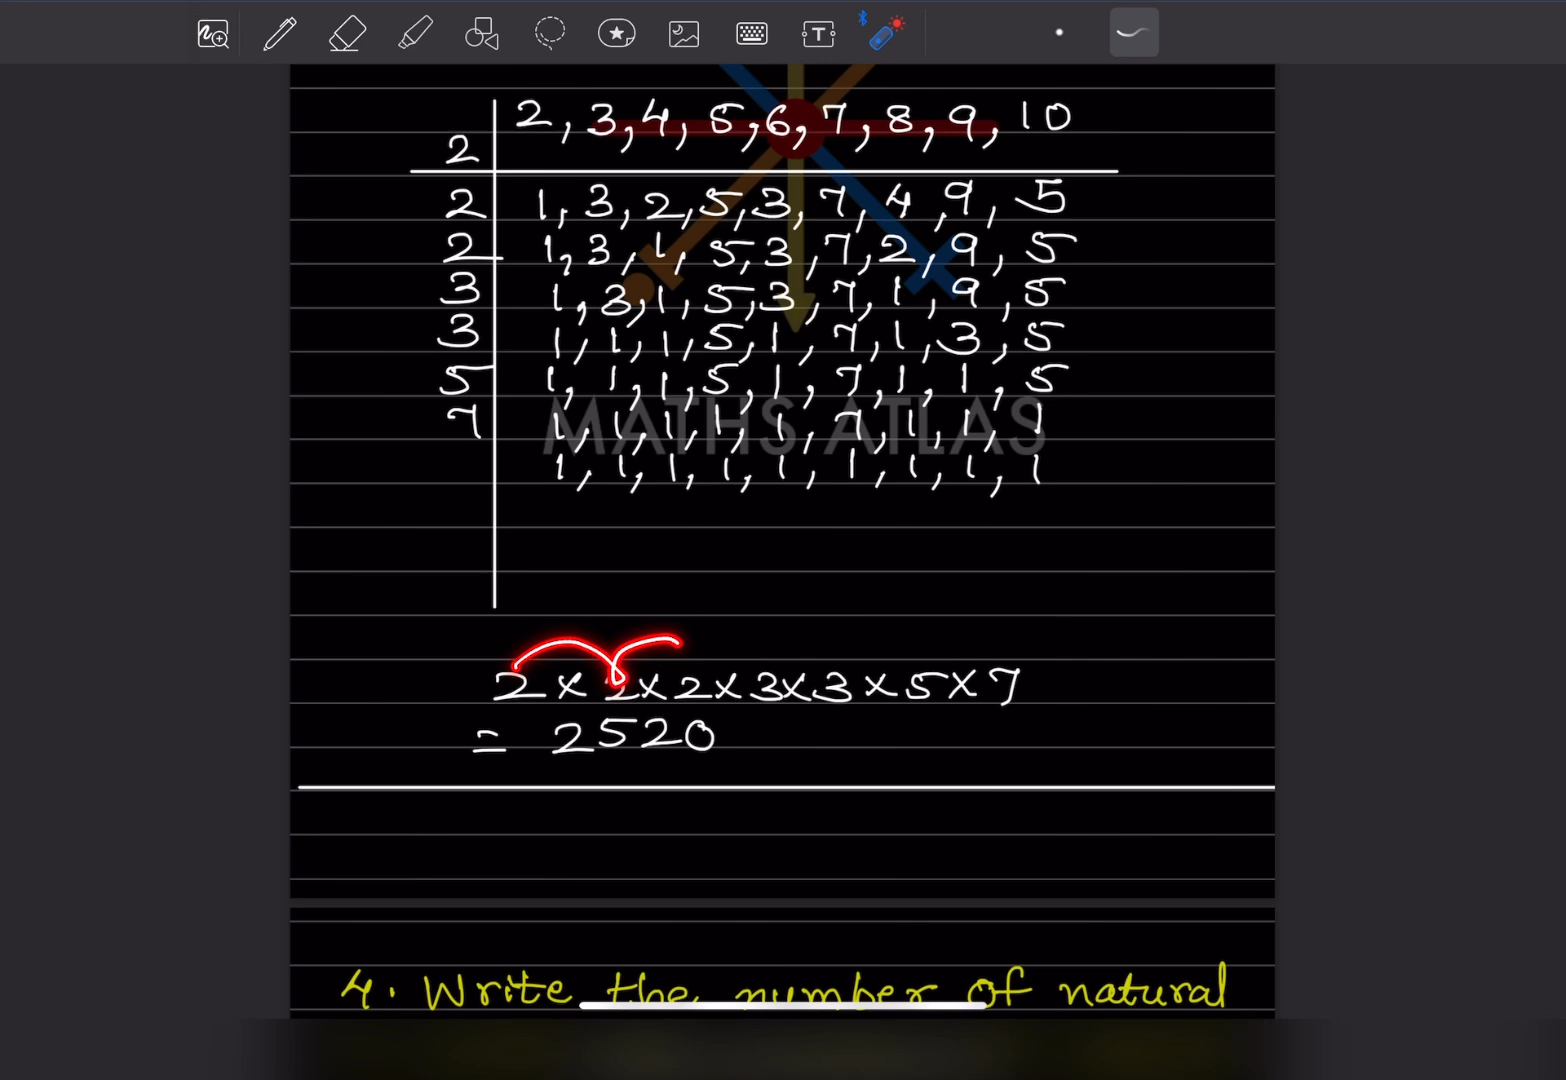 2, 3, 4, 5, 6, 7, 8, 9, 10
2
2 1, 3, 2, 5, 3, 7, 4, 9, 5
2 1, 3, 1, 5, 3, 7, 2, 9, 5
3 1, 3, 1, 5, 3, 7, 1, 9, 5
3 1, 1, 1, 5, 1, 7, 1, 3, 5
5 1, 1, 1, 5, 1, 7, 1, 1, 5
7 1, 1, 1, 1, 1, 7, 1, 1, 1
MATHS ATLAS
1, 1, 1, 1, 1, 1, 1, 1, 1
2 × 2 × 2 × 3 × 3 × 5 × 7
= 2520
4. Write the number of natural